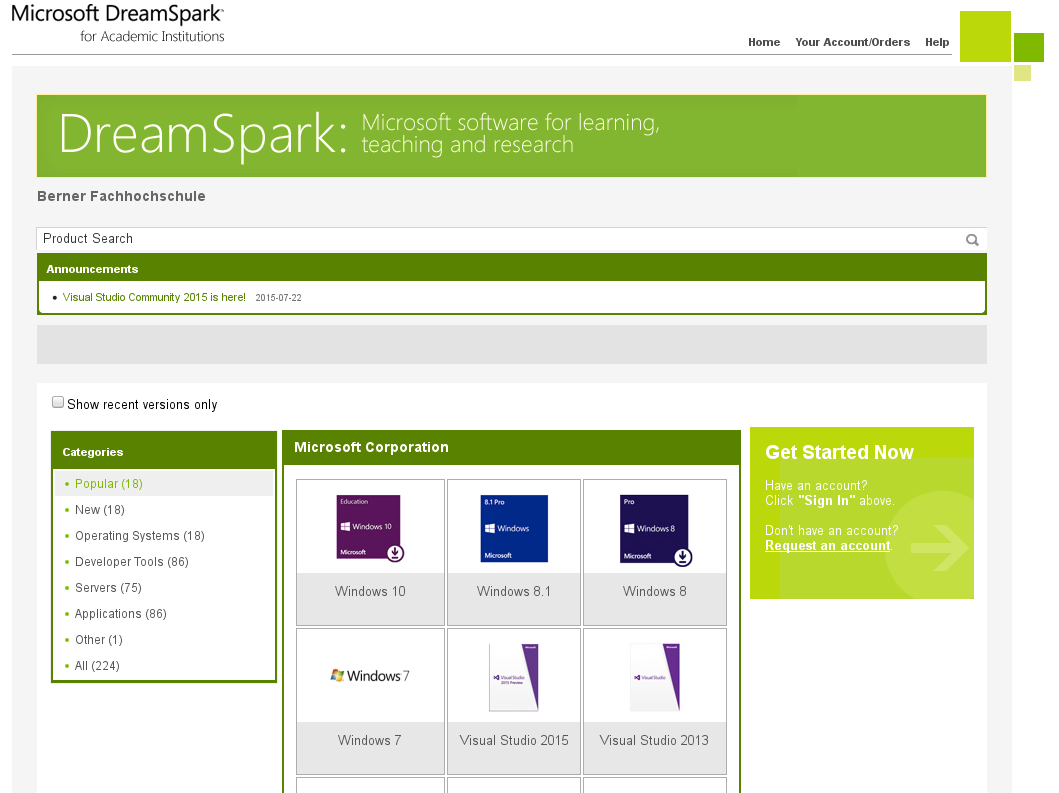 Microsoft DreamSpark
for Academic Institutions
Home Your Account/Orders Help
DreamSpark: Microsoft software for learning,
teaching and research
Berner Fachhochschule
Product Search
Announcements
• Visual Studio Community 2015 is here! 2015-07-22
Show recent versions only
Categories
• Popular (18)
• New (18)
• Operating Systems (18)
• Developer Tools (86)
• Servers (75)
• Applications (86)
• Other (1)
• All (224)
Microsoft Corporation
Education
Windows 10
Microsoft
Windows 10
8.1 Pro
Windows
Microsoft
Windows 8.1
Pro
Windows 8
Microsoft
Windows 8
Windows 7
Windows 7
Visual Studio
2015 Preview
Visual Studio 2015
Visual Studio
Visual Studio 2013
Get Started Now
Have an account?
Click "Sign In" above.
Don't have an account?
Request an account.